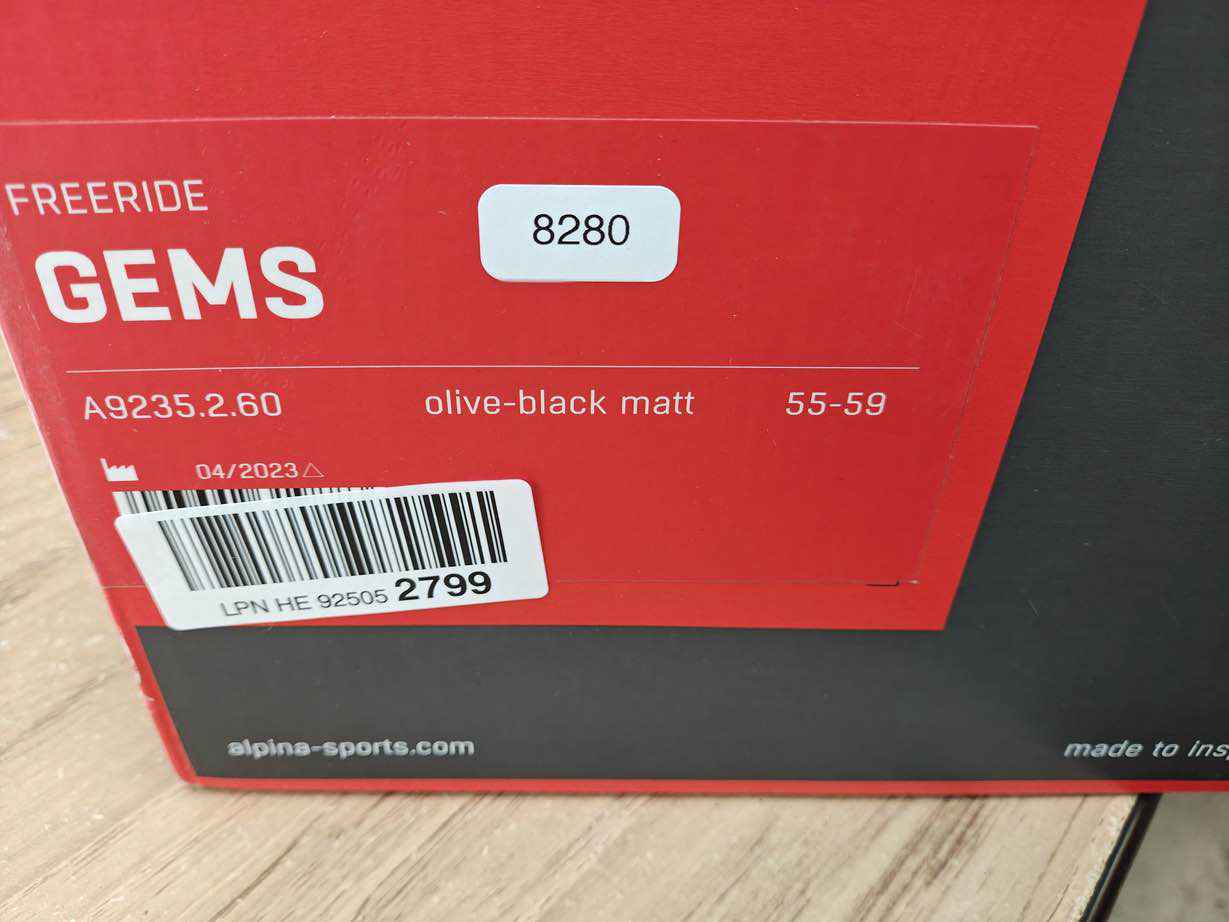 FREERIDE
8280
GEMS
A9235.2.60 olive-black matt 55-59
04/2023
LPN HE 92505 2799
alpina-sports.com
made to